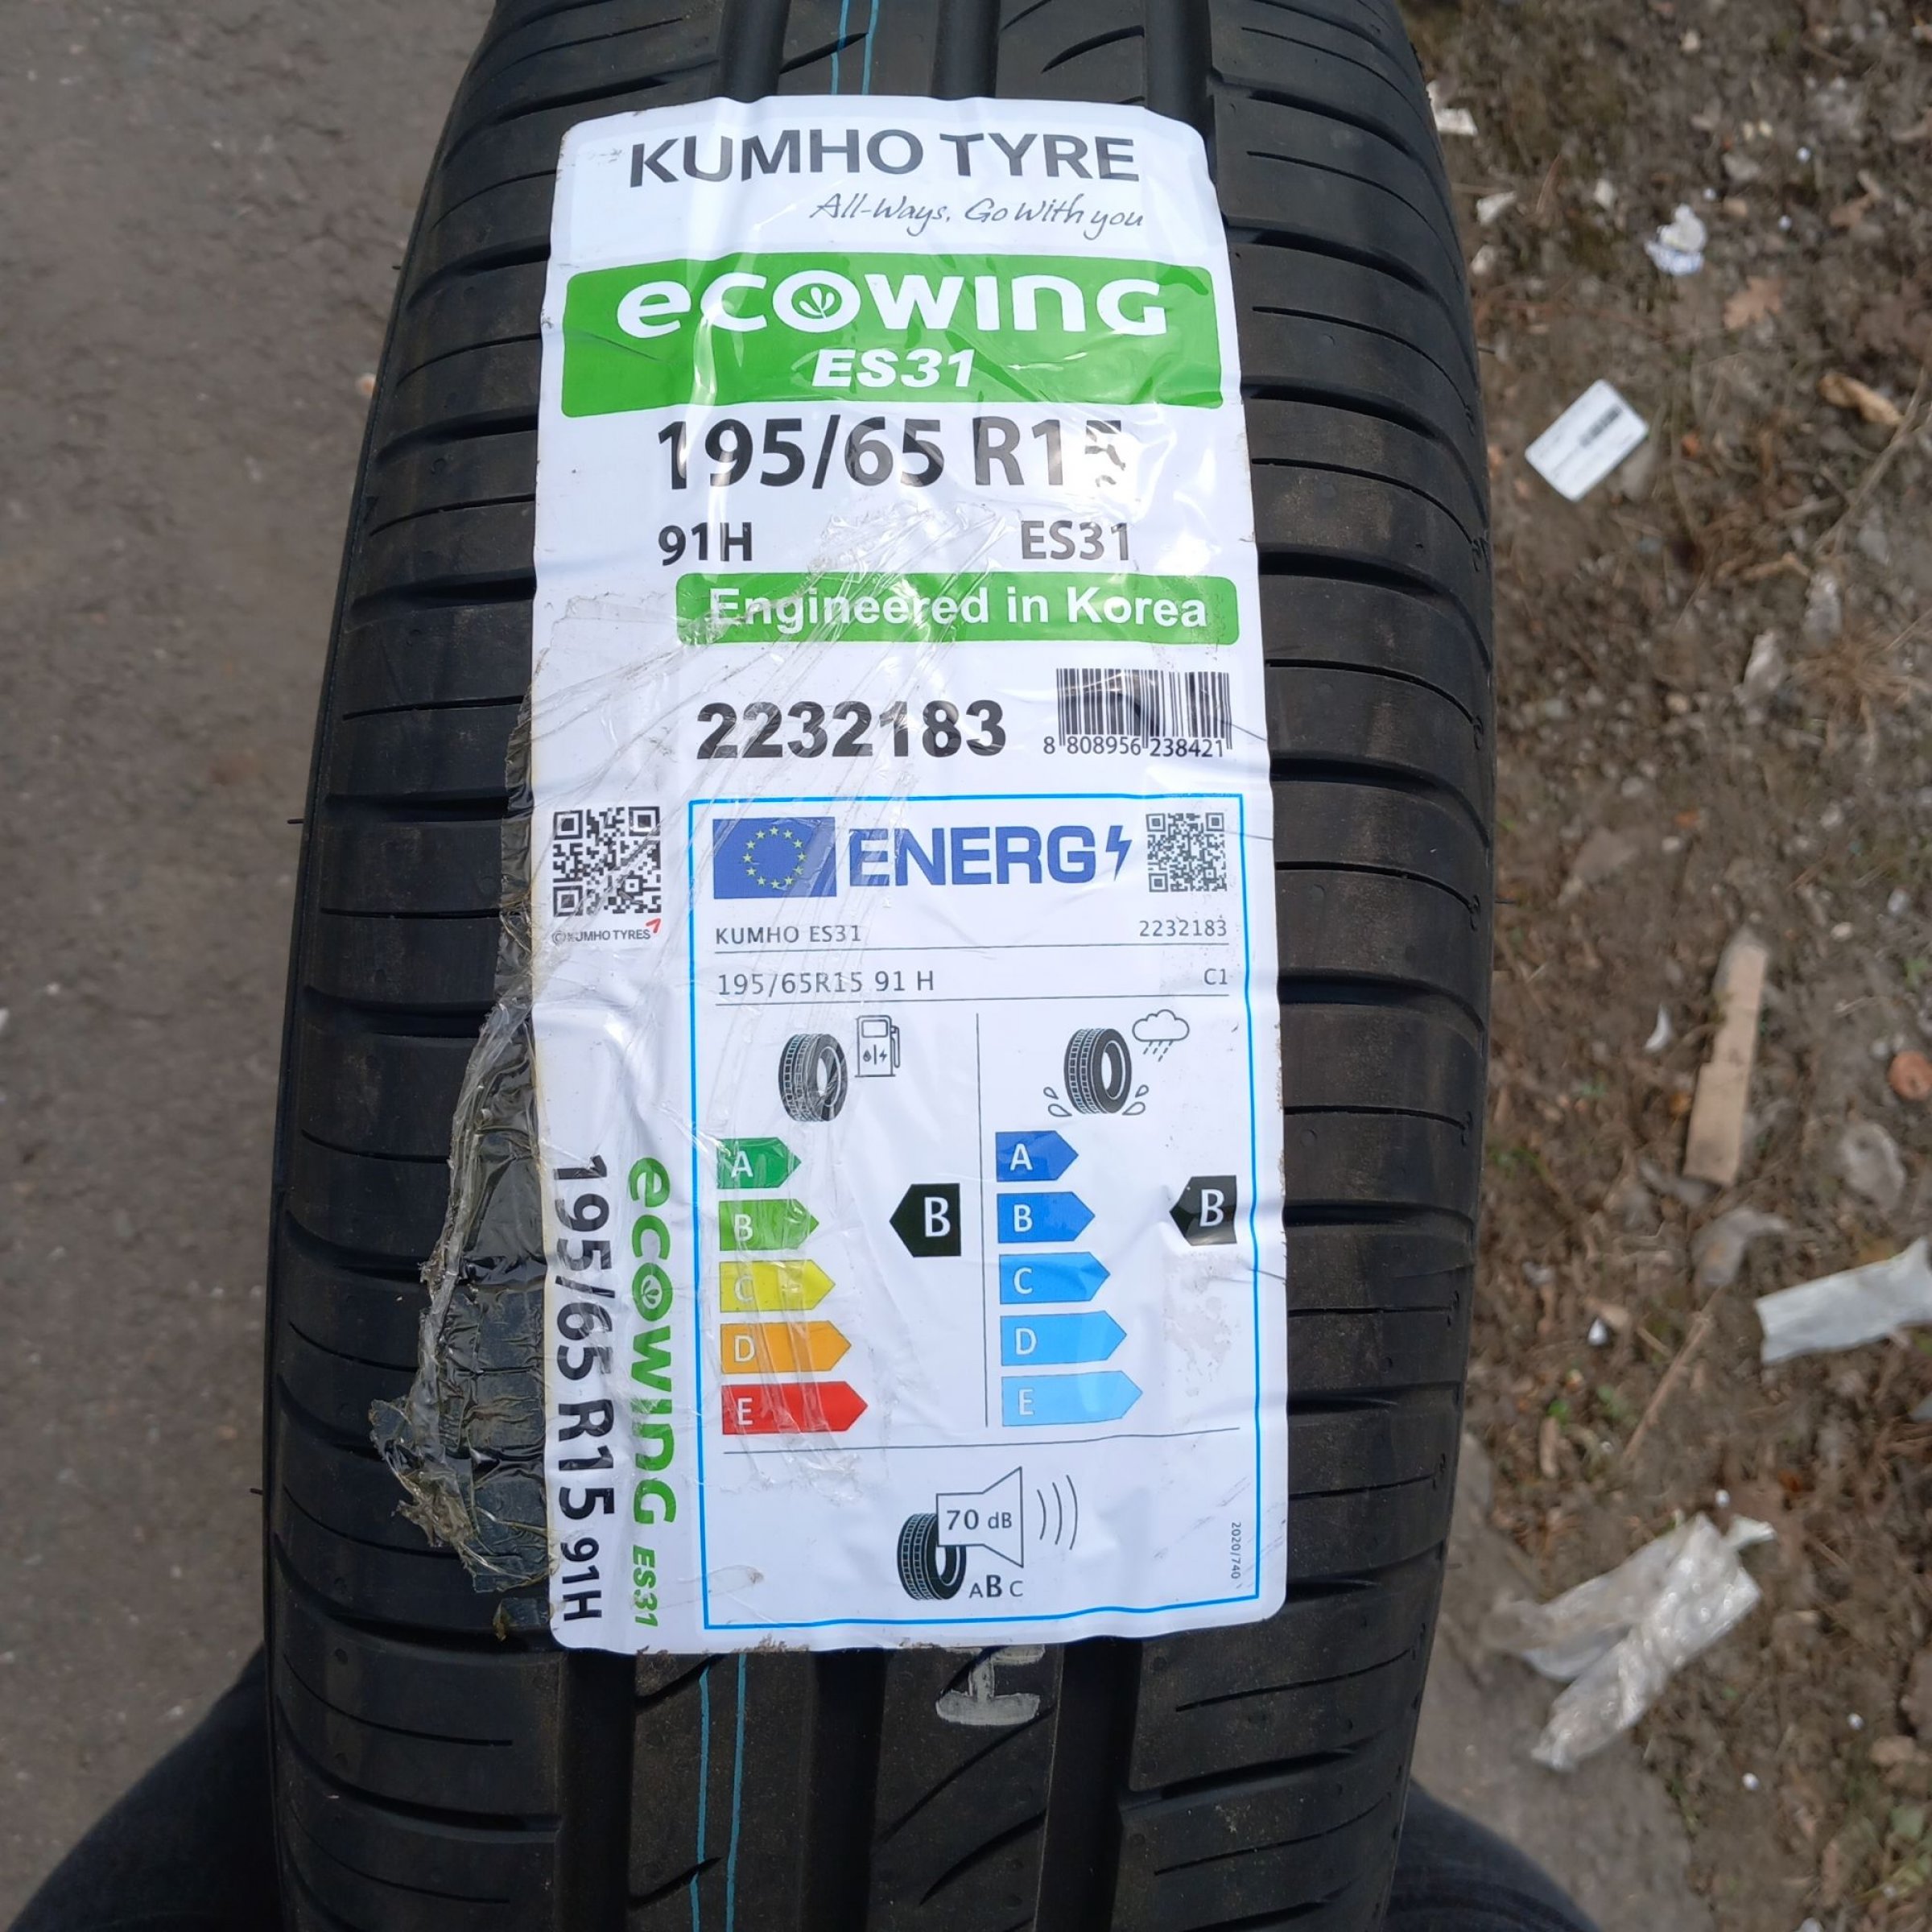 KUMHO TYRE
All-Ways, Go with you
ecowing
ES31
195/65 R15
91H ES31
Engineered in Korea
2232183
8 808956 238421
ENERG
KUMHO TYRES
KUMHO ES31 2232183
195/65R15 91 H C1
A A
B B B B
C C
D D
E E
70 dB
A B C
2020/740
ecowing ES31
195/65 R15 91H
H